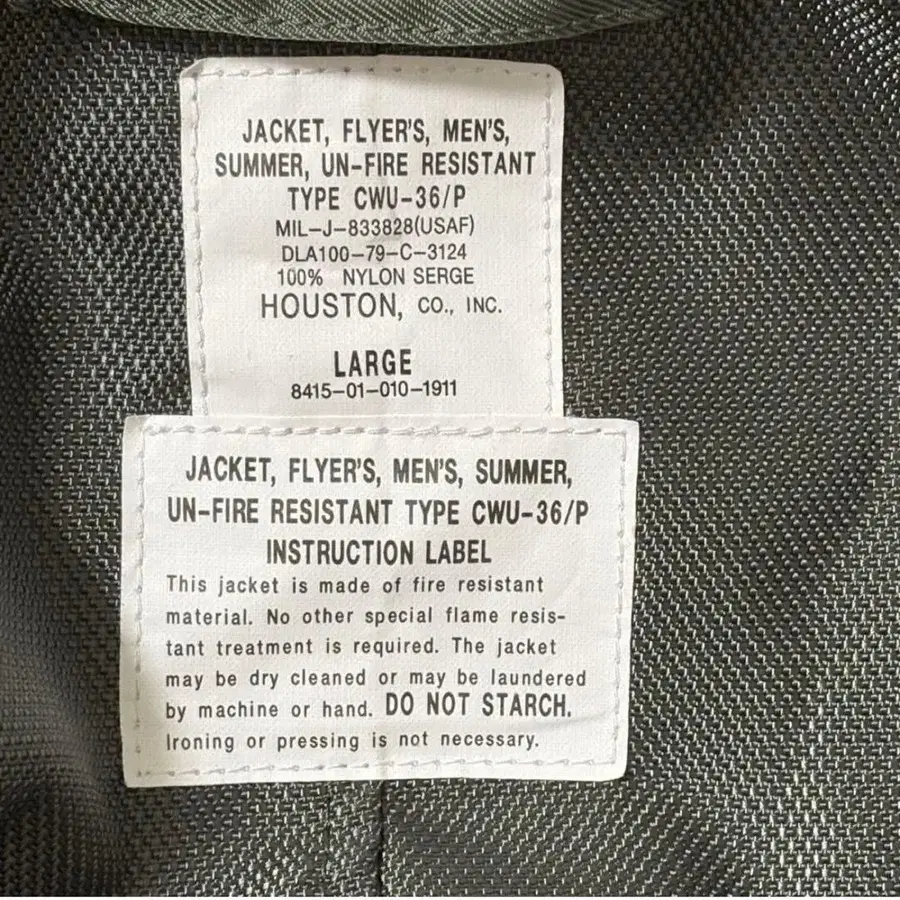 JACKET, FLYER'S, MEN'S,
SUMMER, UN-FIRE RESISTANT
TYPE CWU-36/P
MIL-J-833828(USAF)
DLA100-79-C-3124
100% NYLON SERGE
HOUSTON, CO., INC.
LARGE
8415-01-010-1911
JACKET, FLYER'S, MEN'S, SUMMER,
UN-FIRE RESISTANT TYPE CWU-36/P
INSTRUCTION LABEL
This jacket is made of fire resistant
material. No other special flame resis-
tant treatment is required. The jacket
may be dry cleaned or may be laundered
by machine or hand. DO NOT STARCH.
Ironing or pressing is not necessary.